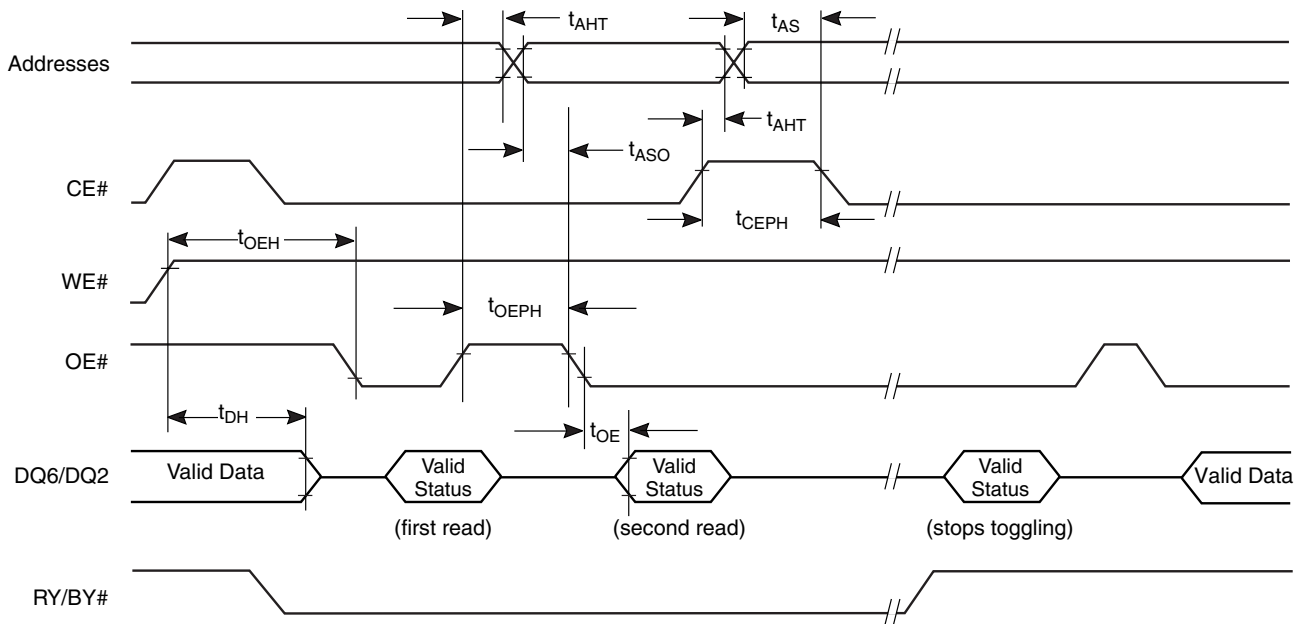 tAHT
tAS
Addresses
tAHT
tASO
CE#
tCEPH
tOEH
WE#
tOEPH
OE#
tDH
tOE
DQ6/DQ2
Valid Data
Valid
Status
Valid
Status
Valid
Status
Valid Data
(first read)
(second read)
(stops toggling)
RY/BY#